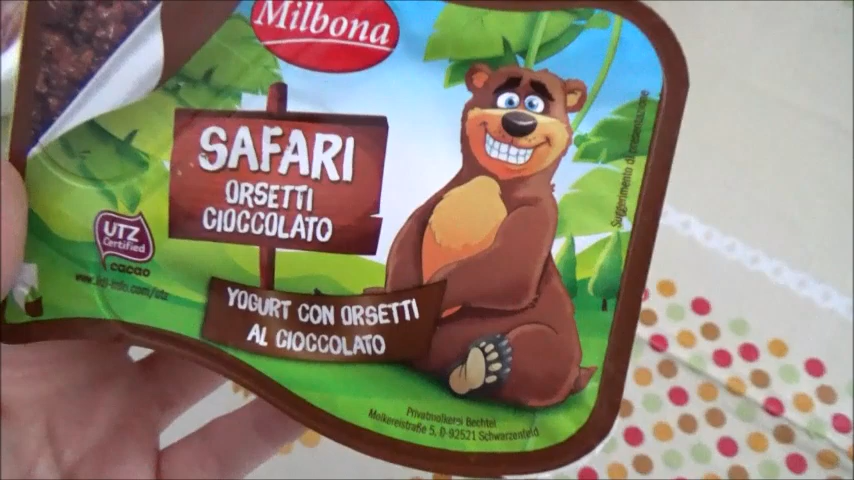 Milbona
SAFARI
ORSETTI
CIOCCOLATO
UTZ
Certified
cacao
YOGURT CON ORSETTI
AL CIOCCOLATO
Suggerimento di presentazione
Privatmolkerei Bechtel
Molkereistraße 5, D-92521 Schwarzenfeld